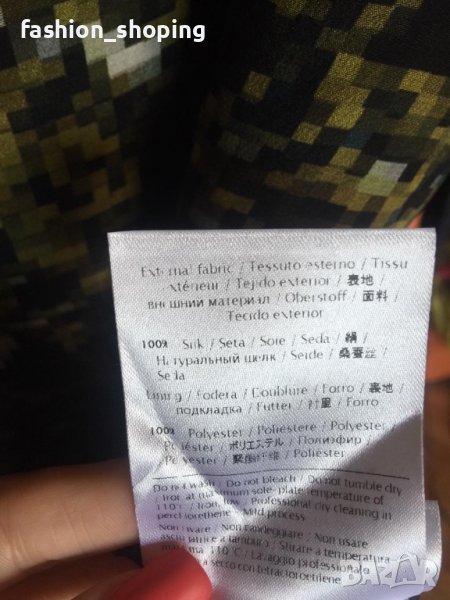 fashion_shoping
External fabric / Tessuto esterno / Tissu
extérieur / Tejido exterior / 表地 /
внешний материал / Oberstoff / 面料 /
Tecido exterior
100% Silk / Seta / Soie / Seda / 絹 /
Натуральный шелк / Seide / 桑蚕丝 /
Seda
Lining / Fodera / Doublure / Forro / 裏地 /
подкладка / Futter / 衬里 / Forro
100% Polyester / Poliestere / Polyester /
Poliéster / ポリエステル / Полиэфир /
Polyester / 聚酯纤维 / Poliéster
Do not wash / Do not bleach / Do not tumble dry
/ Iron at maximum sole-plate temperature of
110°C / Iron low / Professional dry cleaning in
perchlorethene / Mild process
Non lavare / Non candeggiare / Non usare
asciugatrice a tamburo / Stirare a temperatura
massima 110°C / Lavaggio professionale
a secco con tetracloroetilene
BAZAR